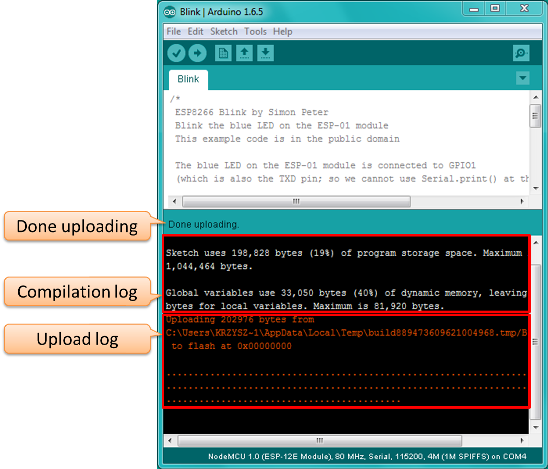 Blink | Arduino 1.6.5
File Edit Sketch Tools Help
Blink
/*
ESP8266 Blink by Simon Peter
Blink the blue LED on the ESP-01 module
This example code is in the public domain
The blue LED on the ESP-01 module is connected to GPIO1
(which is also the TXD pin; so we cannot use Serial.print() at th
Done uploading
Done uploading.
Sketch uses 198,828 bytes (19%) of program storage space. Maximum
1,044,464 bytes.
Compilation log
Global variables use 33,050 bytes (40%) of dynamic memory, leaving
bytes for local variables. Maximum is 81,920 bytes.
Upload log
Uploading 202976 bytes from
C:\Users\KRZYSZ~1\AppData\Local\Temp\build889473609621004968.tmp/B
to flash at 0x00000000
NodeMCU 1.0 (ESP-12E Module), 80 MHz, Serial, 115200, 4M (1M SPIFFS) on COM4